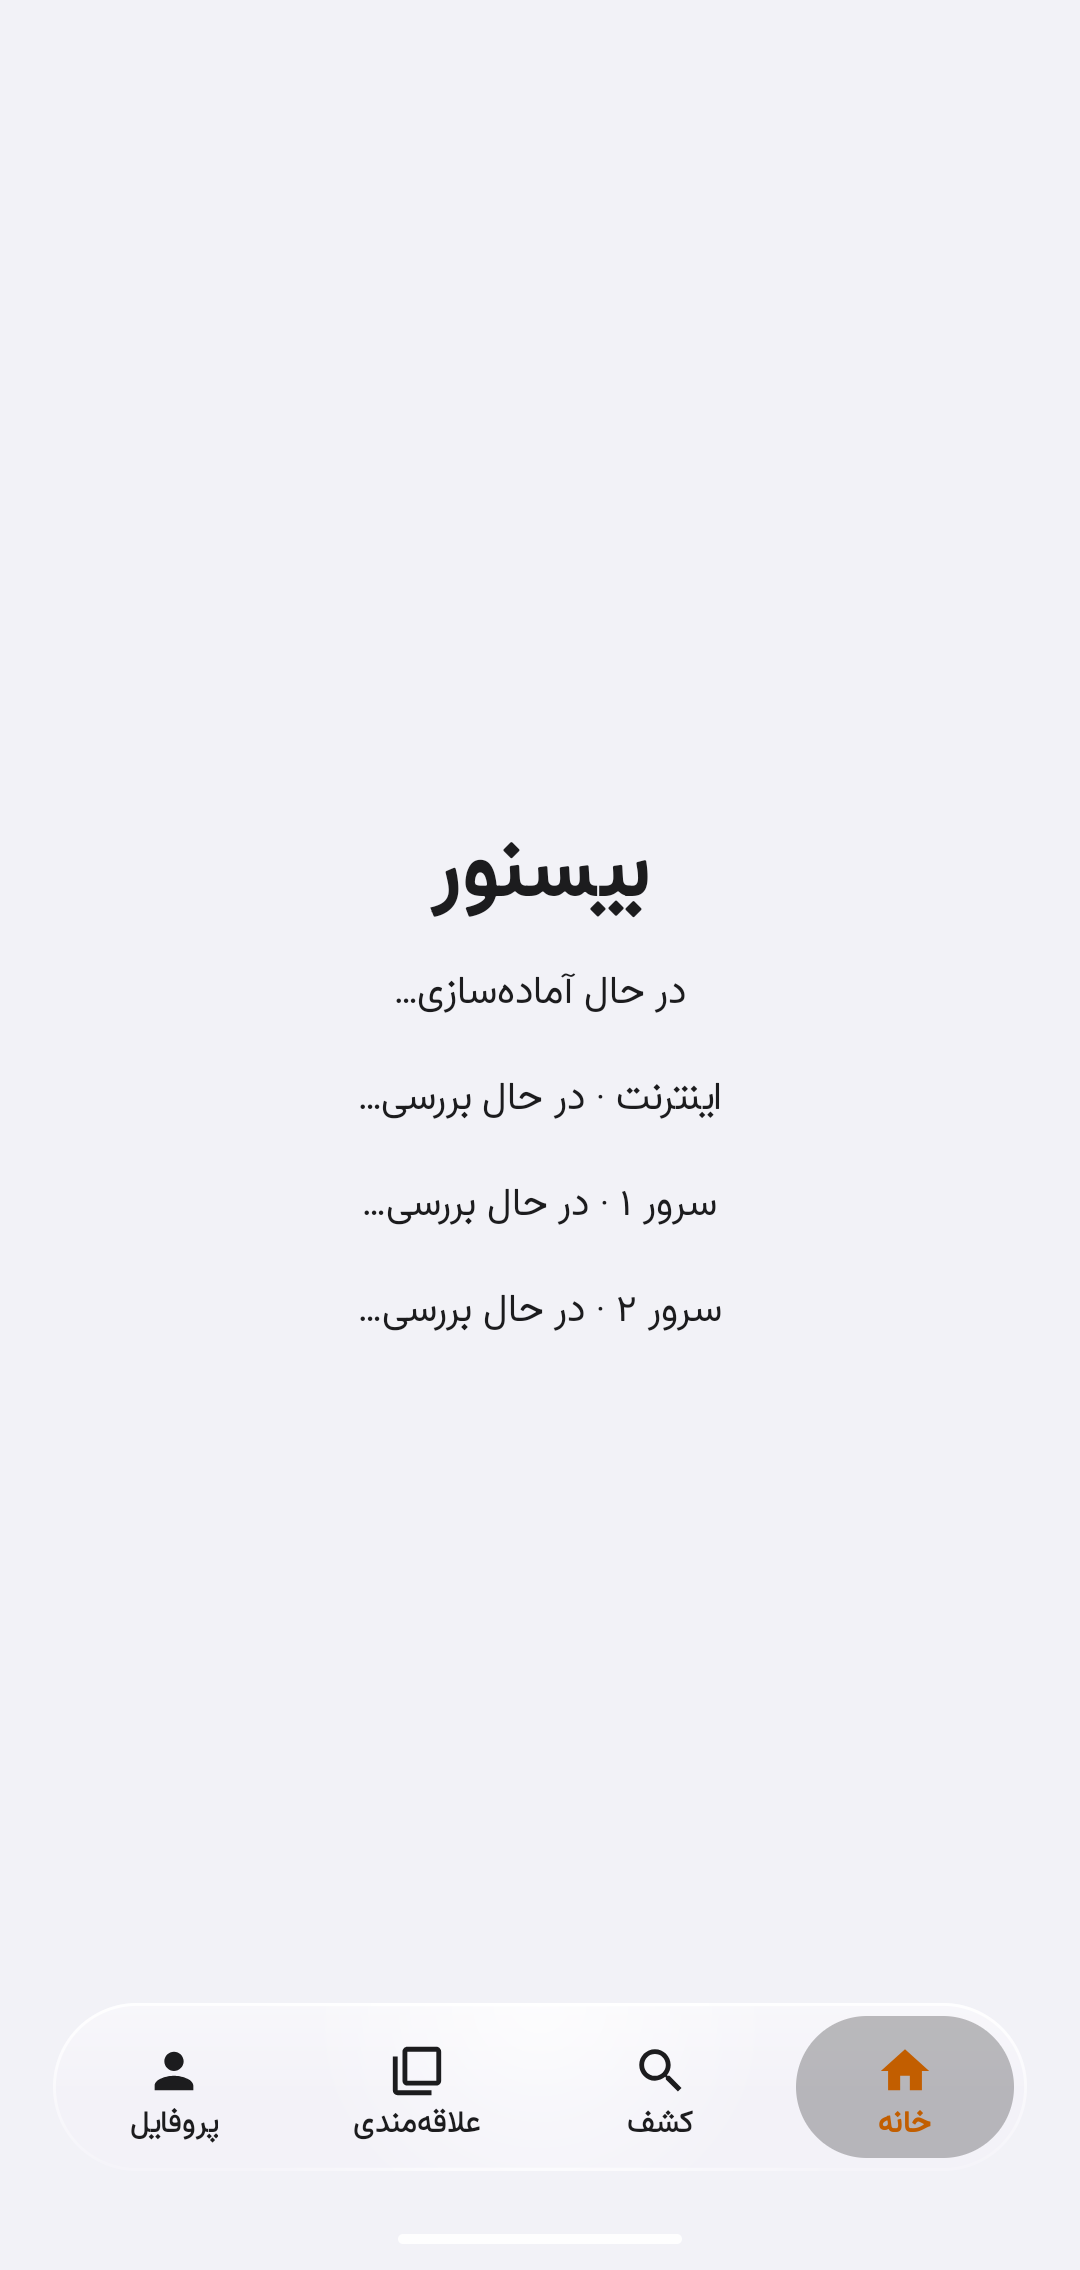 بیسنور
در حال آماده‌سازی...
اینترنت · در حال بررسی...
سرور ۱ · در حال بررسی...
سرور ۲ · در حال بررسی...
خانه
کشف
علاقه‌مندی
پروفایل